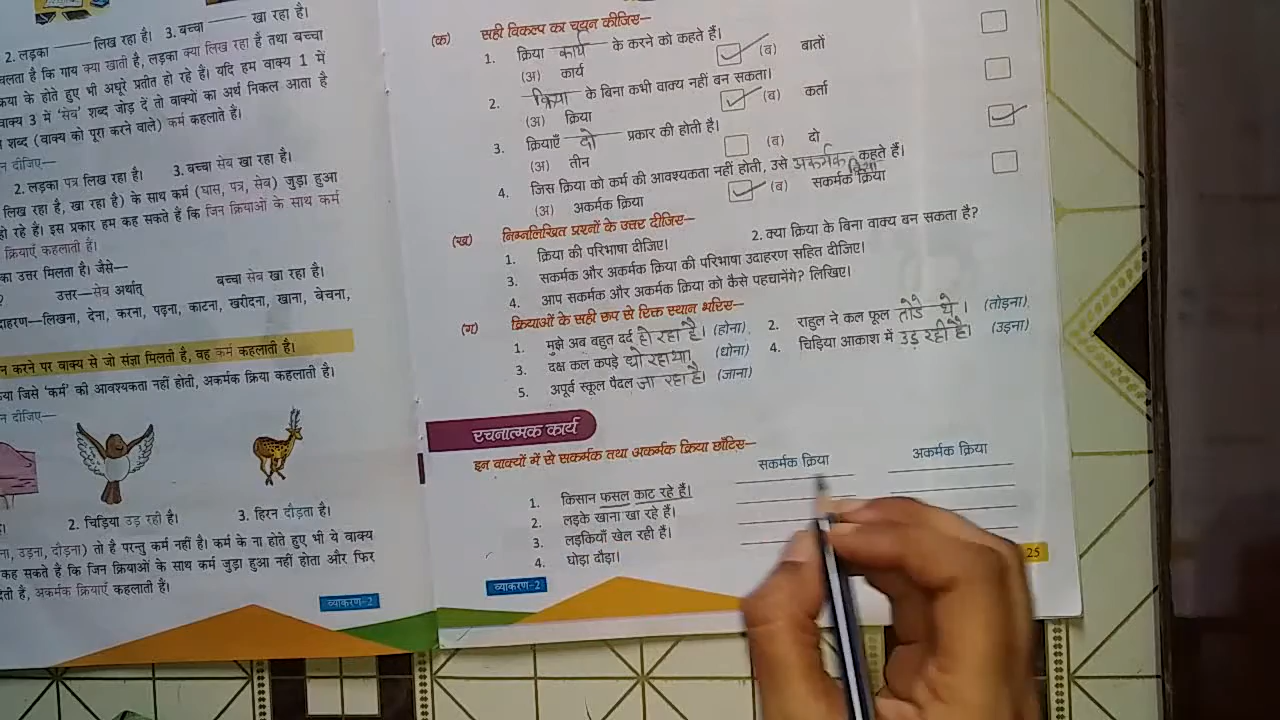 2. लड़का ——— लिख रहा है। 3. बच्चा ——— खा रहा है।
चलता है कि गाय क्या खाती है, लड़का क्या लिख रहा है तथा बच्चा
के होते हुए भी अधूरे प्रतीत हो रहे हैं। यदि हम वाक्य 1 में
वाक्य 3 में 'सेब' शब्द जोड़ दें तो वाक्यों का अर्थ निकल आता है
शब्द (वाक्य को पूरा करने वाले) कर्म कहलाते हैं।
दीजिए—
2. लड़का पत्र लिख रहा है। 3. बच्चा सेब खा रहा है।
लिख रहा है, खा रहा है) के साथ कर्म (घास, पत्र, सेब) जुड़ा हुआ
हो रहे हैं। इस प्रकार हम कह सकते हैं कि जिन क्रियाओं के साथ कर्म
क्रियाएँ कहलाती हैं।
का उत्तर मिलता है। जैसे—
उत्तर—सेब अर्थात् बच्चा सेब खा रहा है।
लिखना, देना, करना, पढ़ना, काटना, खरीदना, खाना, बेचना,
करने पर वाक्य से जो संज्ञा मिलती है, वह कर्म कहलाती है।
जिसे 'कर्म' की आवश्यकता नहीं होती, अकर्मक क्रिया कहलाती है।
दीजिए—
2. चिड़िया उड़ रही है। 3. हिरन दौड़ता है।
उड़ना, दौड़ना) तो है परन्तु कर्म नहीं है। कर्म के ना होते हुए भी ये वाक्य
कह सकते हैं कि जिन क्रियाओं के साथ कर्म जुड़ा हुआ नहीं होता और फिर
अकर्मक क्रियाएँ कहलाती हैं।
व्याकरण-2
(क) सही विकल्प का चयन कीजिए—
1. क्रिया कार्य के करने को कहते हैं।
(अ) कार्य ✓ (ब) बातों
2. क्रिया के बिना कभी वाक्य नहीं बन सकता।
(अ) क्रिया ✓ (ब) कर्ता
3. क्रियाएँ दो प्रकार की होती है।
(अ) तीन (ब) दो ✓
4. जिस क्रिया को कर्म की आवश्यकता नहीं होती, उसे अकर्मक क्रिया कहते हैं।
(अ) अकर्मक क्रिया ✓ (ब) सकर्मक क्रिया
(ख) निम्नलिखित प्रश्नों के उत्तर दीजिए—
1. क्रिया की परिभाषा दीजिए। 2. क्या क्रिया के बिना वाक्य बन सकता है?
3. सकर्मक और अकर्मक क्रिया की परिभाषा उदाहरण सहित दीजिए।
4. आप सकर्मक और अकर्मक क्रिया को कैसे पहचानेंगे? लिखिए।
(ग) क्रियाओं के सही रूप से रिक्त स्थान भरिए—
1. मुझे अब बहुत दर्द हो रहा है। (होना) 2. राहुल ने कल फूल तोडे थे। (तोड़ना)
3. दक्ष कल कपड़े धो रहा था (धोना) 4. चिड़िया आकाश में उड़ रही है। (उड़ना)
5. अपूर्व स्कूल पैदल जा रहा है। (जाना)
रचनात्मक कार्य
इन वाक्यों में से सकर्मक तथा अकर्मक क्रिया छाँटिए—
सकर्मक क्रिया अकर्मक क्रिया
1. किसान फसल काट रहे हैं।
2. लड़के खाना खा रहे हैं।
3. लड़कियाँ खेल रही हैं।
4. घोड़ा दौड़ा।
व्याकरण-2
25